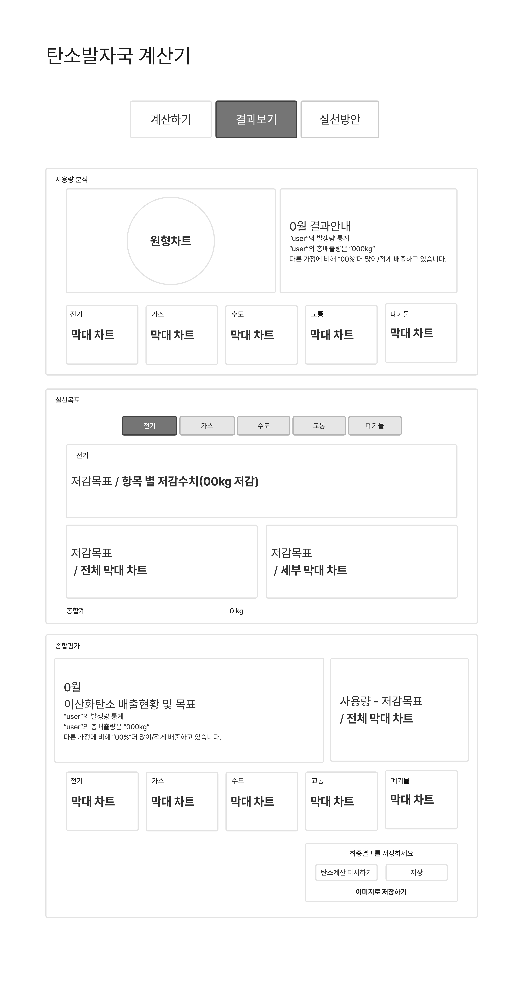 탄소발자국 계산기
계산하기
결과보기
실천방안
사용량 분석
원형차트
0월 결과안내
“user”의 발생량 통계
“user”의 총배출량은 “000kg”
다른 가정에 비해 “00%”더 많이/적게 배출하고 있습니다.
전기
막대 차트
가스
막대 차트
수도
막대 차트
교통
막대 차트
폐기물
막대 차트
실천목표
전기
가스
수도
교통
폐기물
전기
저감목표 / 항목 별 저감수치(00kg 저감)
저감목표
/ 전체 막대 차트
저감목표
/ 세부 막대 차트
총합계
0 kg
종합평가
0월
이산화탄소 배출현황 및 목표
“user”의 발생량 통계
“user”의 총배출량은 “000kg”
다른 가정에 비해 “00%”더 많이/적게 배출하고 있습니다.
사용량 - 저감목표
/ 전체 막대 차트
전기
막대 차트
가스
막대 차트
수도
막대 차트
교통
막대 차트
폐기물
막대 차트
최종결과를 저장하세요
탄소계산 다시하기
저장
이미지로 저장하기